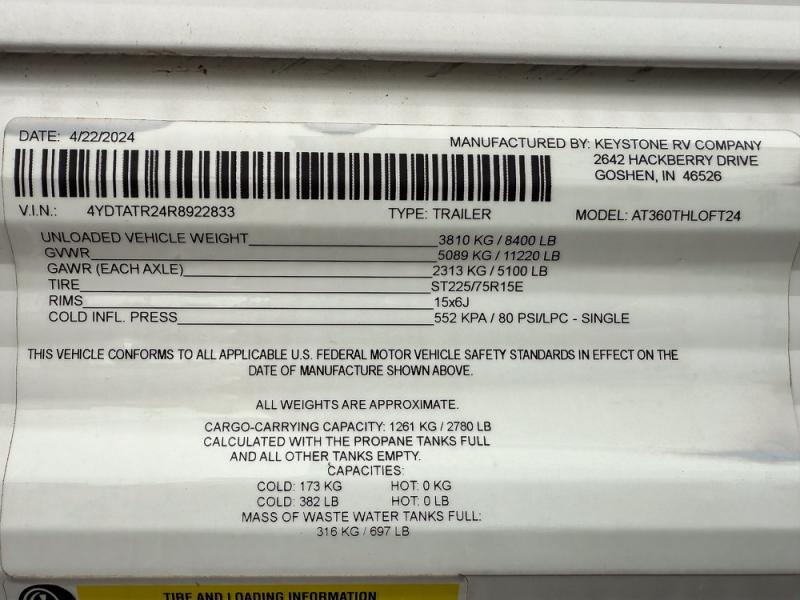 DATE: 4/22/2024
MANUFACTURED BY: KEYSTONE RV COMPANY
2642 HACKBERRY DRIVE
GOSHEN, IN 46526
V.I.N.: 4YDTATR24R8922833 TYPE: TRAILER MODEL: AT360THLOFT24
UNLOADED VEHICLE WEIGHT 3810 KG / 8400 LB
GVWR 5089 KG / 11220 LB
GAWR (EACH AXLE) 2313 KG / 5100 LB
TIRE ST225/75R15E
RIMS 15x6J
COLD INFL. PRESS 552 KPA / 80 PSI/LPC - SINGLE
THIS VEHICLE CONFORMS TO ALL APPLICABLE U.S. FEDERAL MOTOR VEHICLE SAFETY STANDARDS IN EFFECT ON THE
DATE OF MANUFACTURE SHOWN ABOVE.
ALL WEIGHTS ARE APPROXIMATE.
CARGO-CARRYING CAPACITY: 1261 KG / 2780 LB
CALCULATED WITH THE PROPANE TANKS FULL
AND ALL OTHER TANKS EMPTY.
CAPACITIES:
COLD: 173 KG HOT: 0 KG
COLD: 382 LB HOT: 0 LB
MASS OF WASTE WATER TANKS FULL:
316 KG / 697 LB
TIRE AND LOADING INFORMATION